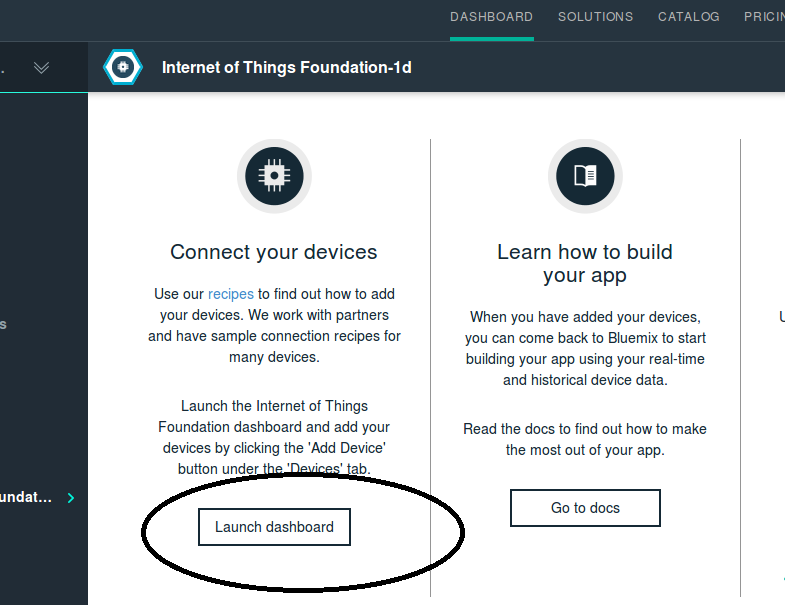 DASHBOARD SOLUTIONS CATALOG PRICIN
Internet of Things Foundation-1d
Connect your devices
Use our recipes to find out how to add
your devices. We work with partners
and have sample connection recipes for
many devices.
Launch the Internet of Things
Foundation dashboard and add your
devices by clicking the 'Add Device'
button under the 'Devices' tab.
Launch dashboard
Learn how to build
your app
When you have added your devices,
you can come back to Bluemix to start
building your app using your real-time
and historical device data.
Read the docs to find out how to make
the most out of your app.
Go to docs
s
undat...
U